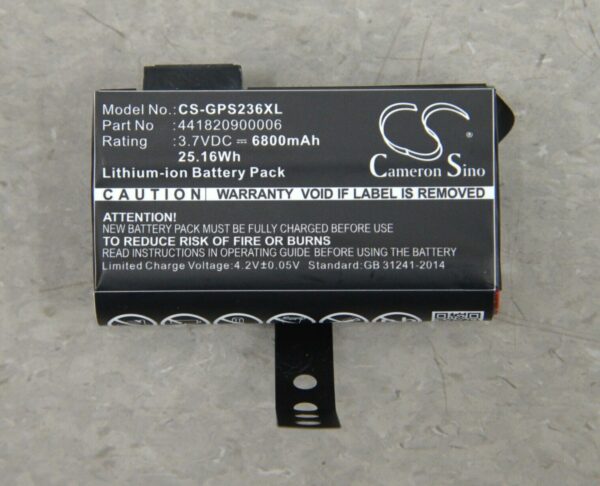 Model No.:CS-GPS236XL
Part No :441820900006
Rating :3.7VDC ⎓ 6800mAh
25.16Wh
Lithium-ion Battery Pack
CS
Cameron Sino
CAUTION WARRANTY VOID IF LABEL IS REMOVED
ATTENTION!
NEW BATTERY PACK MUST BE FULLY CHARGED BEFORE USE
TO REDUCE RISK OF FIRE OR BURNS
READ INSTRUCTIONS IN OPERATING GUIDE BEFORE USING THE BATTERY
Limited Charge Voltage:4.2V±0.05V Standard:GB 31241-2014